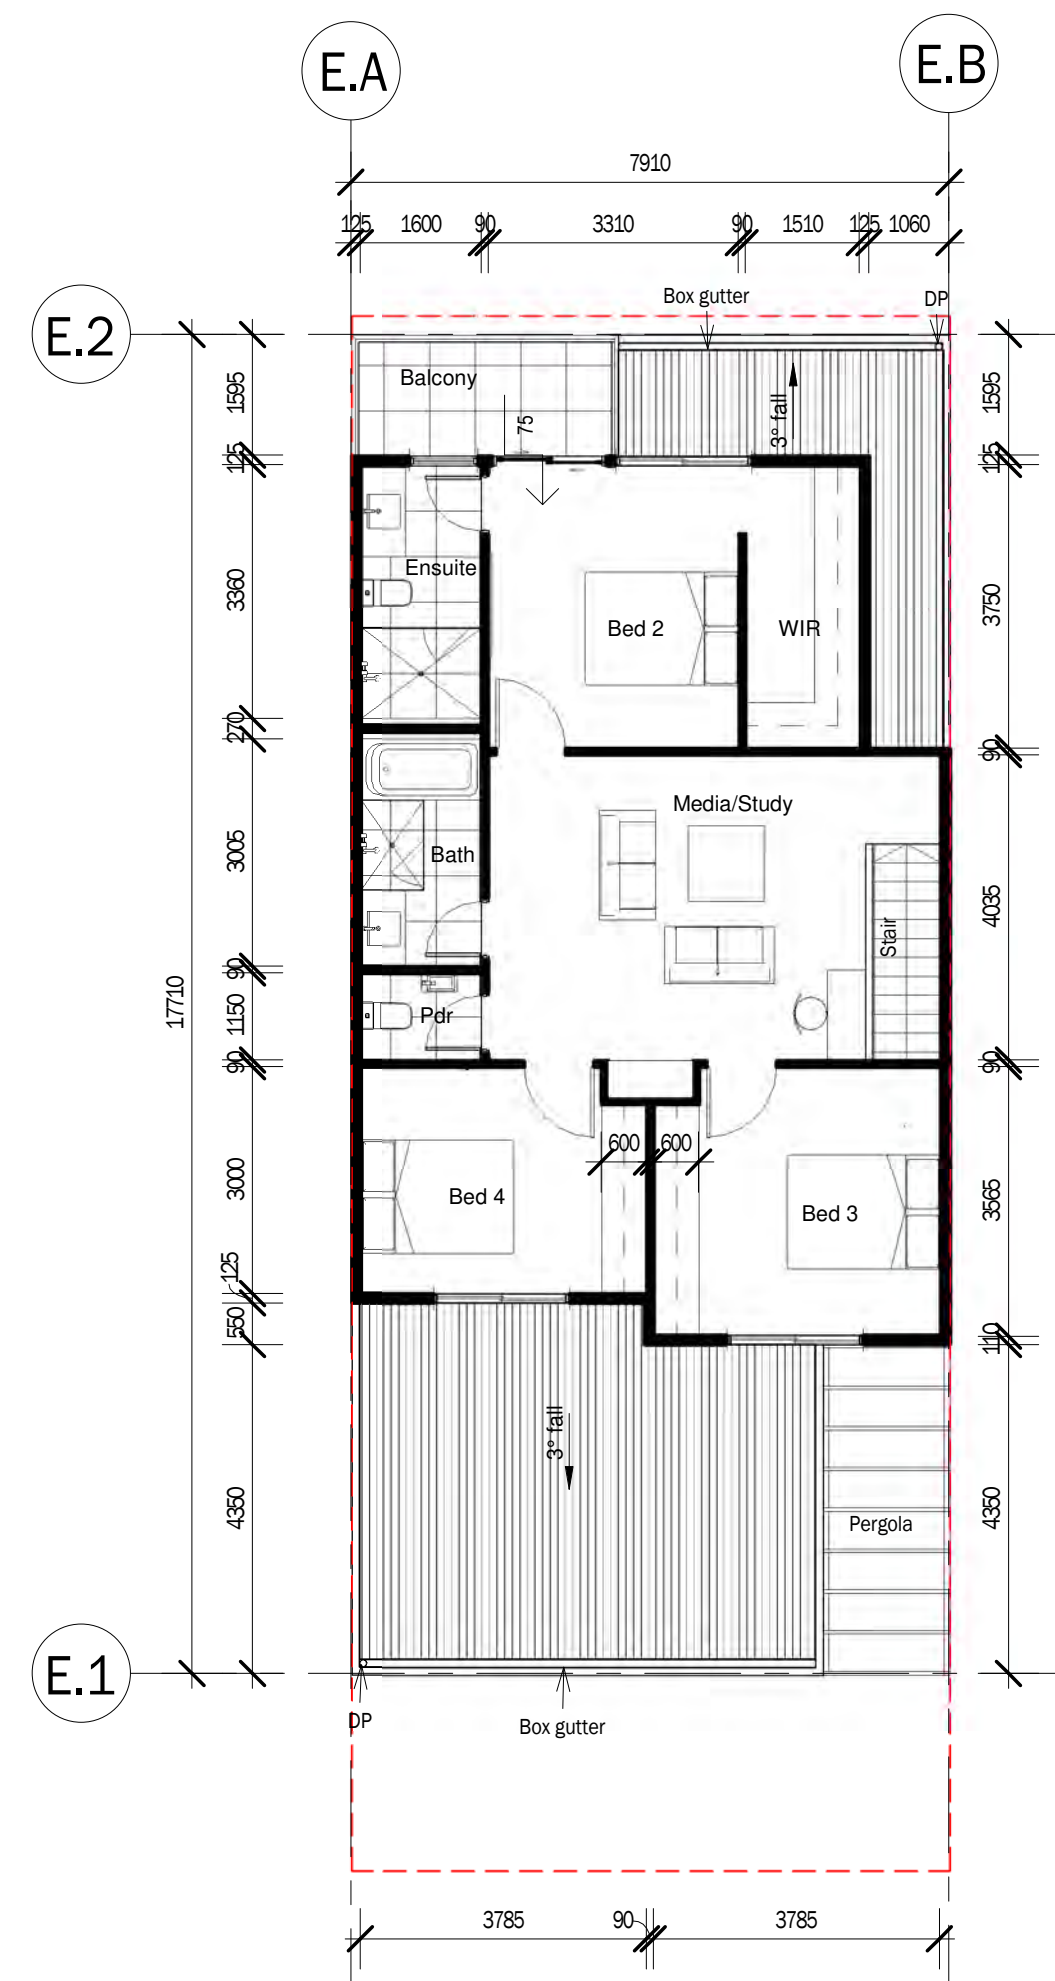 E.A
E.B
7910
125 1600 90 3310 90 1510 125 1060
Box gutter
DP
E.2
Balcony
75
3° fall
1595
1595
125
125
Ensuite
Bed 2
WIR
3360
3750
270
90
Media/Study
Bath
Stair
3005
4035
90
Pdr
1150
17710
90
90
600 600
Bed 4
Bed 3
3000
3565
125
550
110
3° fall
Pergola
4350
4350
E.1
DP
Box gutter
3785 90 3785